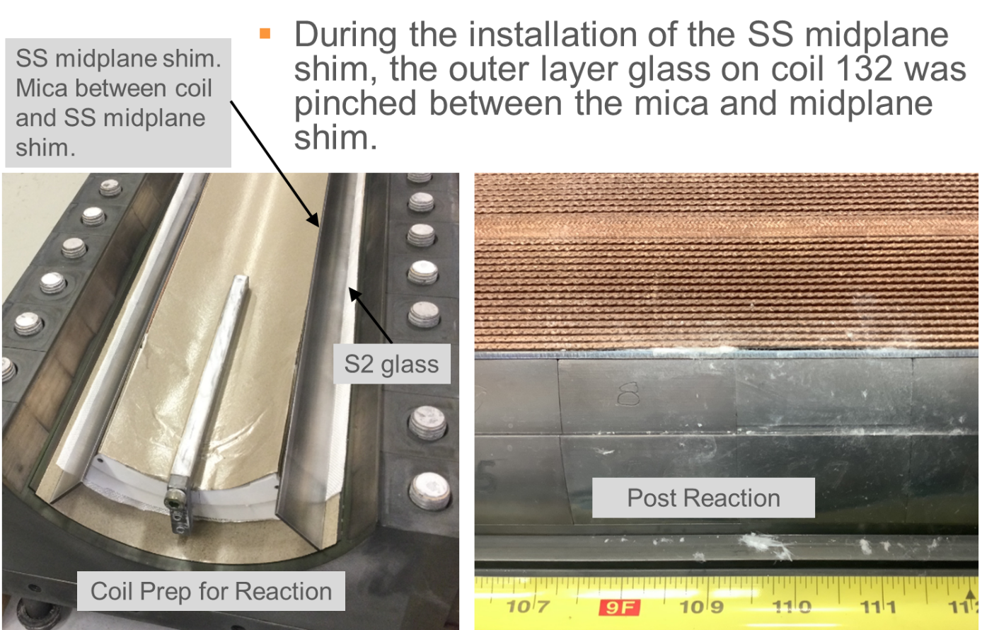 SS midplane shim.
Mica between coil
and SS midplane
shim.
During the installation of the SS midplane
shim, the outer layer glass on coil 132 was
pinched between the mica and midplane
shim.
S2 glass
Coil Prep for Reaction
8
5
Post Reaction
107 9F 109 110 111